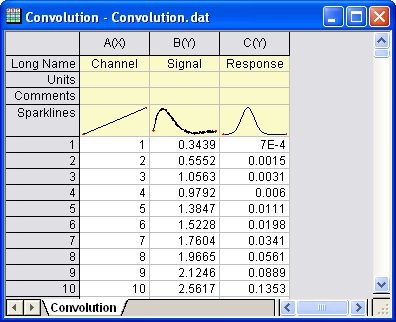 Convolution - Convolution.dat
A(X) B(Y) C(Y)
Long Name Channel Signal Response
Units
Comments
Sparklines
1 1 0.3439 7E-4
2 2 0.5552 0.0015
3 3 1.0563 0.0031
4 4 0.9792 0.006
5 5 1.3847 0.0111
6 6 1.5228 0.0198
7 7 1.7604 0.0341
8 8 1.9665 0.0561
9 9 2.1246 0.0889
10 10 2.5617 0.1353
Convolution